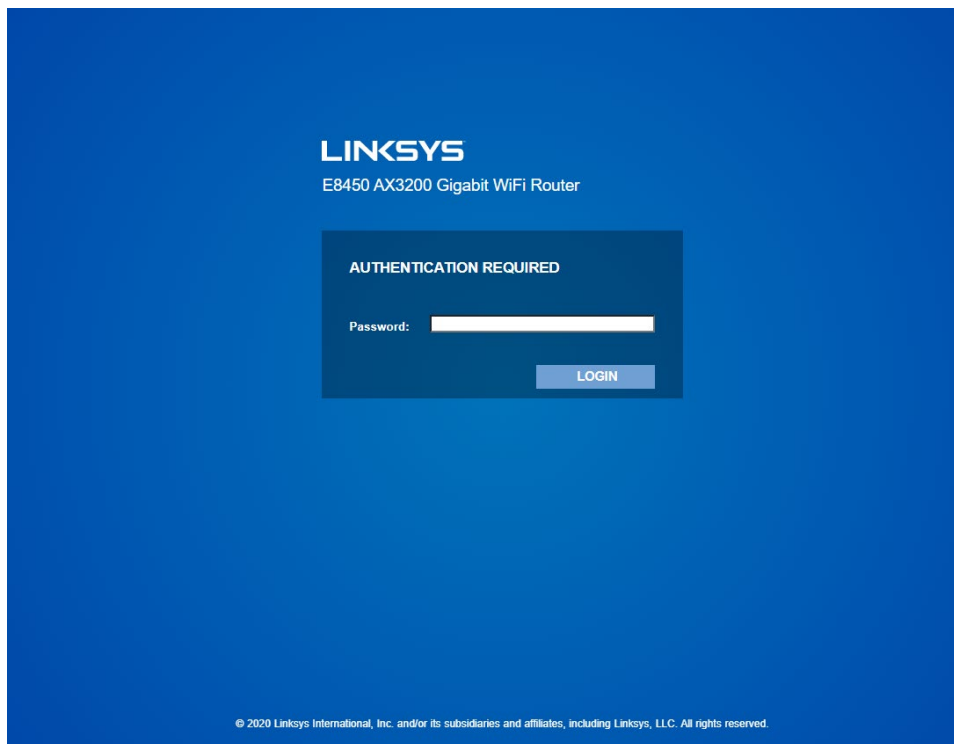 LINKSYS
E8450 AX3200 Gigabit WiFi Router
AUTHENTICATION REQUIRED
Password:
LOGIN
© 2020 Linksys International, Inc. and/or its subsidiaries and affiliates, including Linksys, LLC. All rights reserved.